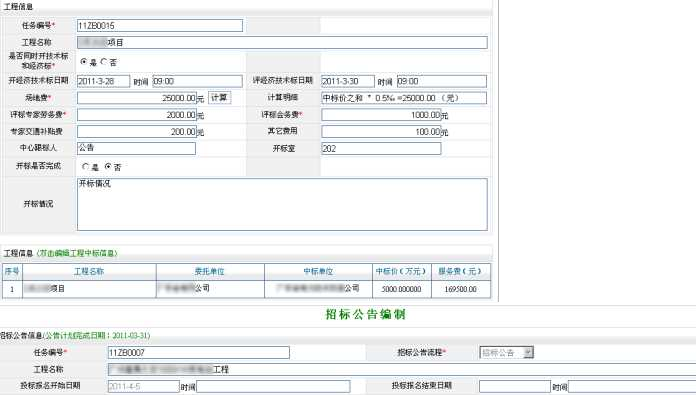 工程信息
任务编号* 11ZB0015
工程名称 项目
是否同时开技术标和经济标* 是 否
开经济技术标日期 2011-3-28 时间 09:00 评经济技术标日期 2011-3-30 时间 09:00
场地费* 25000.00元 计算 计算明细 中标价之和 * 0.5‰ =25000.00 (元)
评标专家劳务费* 2000.00元 评标会务费* 1000.00元
专家交通补贴费 200.00元 其它费用 100.00元
中心跟标人 公告 开标室 202
开标是否完成 是 否
开标情况 开标情况
工程信息 (双击编辑工程中标信息)
序号 工程名称 委托单位 中标单位 中标价(万元) 服务费(元)
1 项目 公司 公司 5000.000000 169500.00
招标公告编制
招标公告信息(公告计划完成日期:2011-03-31)
任务编号* 11ZB0007 招标公告流程* 招标公告
工程名称 工程
投标报名开始日期 2011-4-5 时间 投标报名结束日期 时间